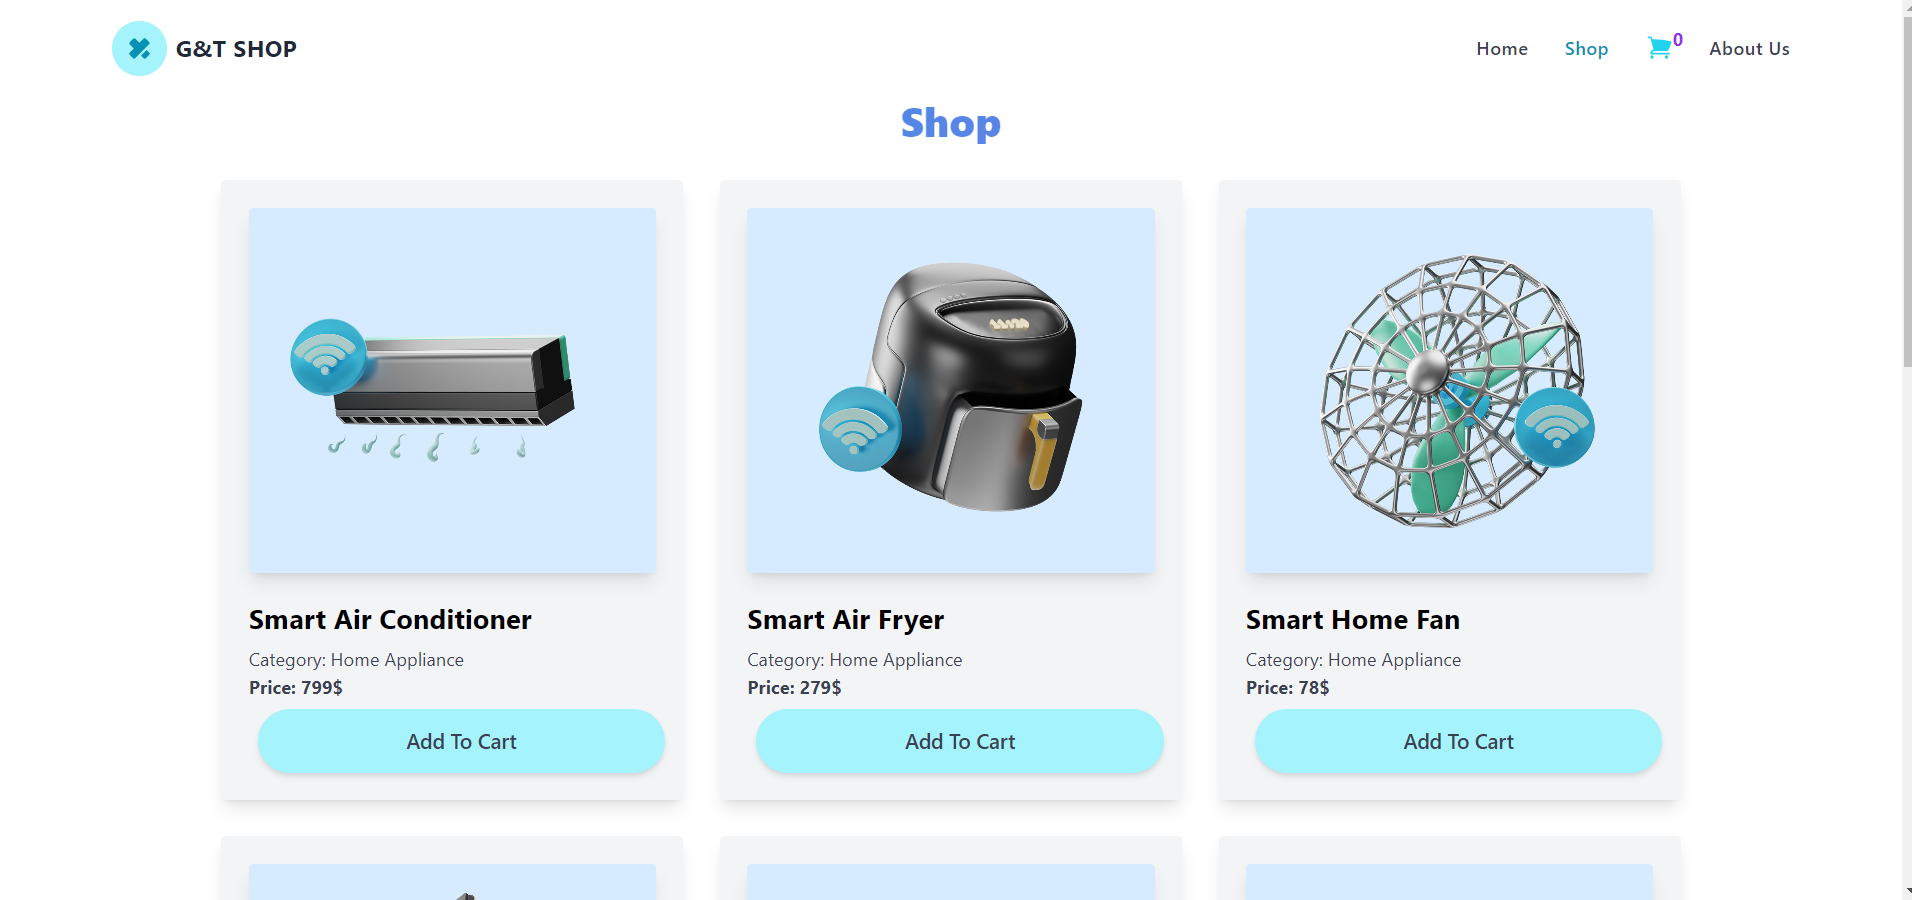 G&T SHOP
Home
Shop
0
About Us
Shop
Smart Air Conditioner
Category: Home Appliance
Price: 799$
Add To Cart
Smart Air Fryer
Category: Home Appliance
Price: 279$
Add To Cart
Smart Home Fan
Category: Home Appliance
Price: 78$
Add To Cart